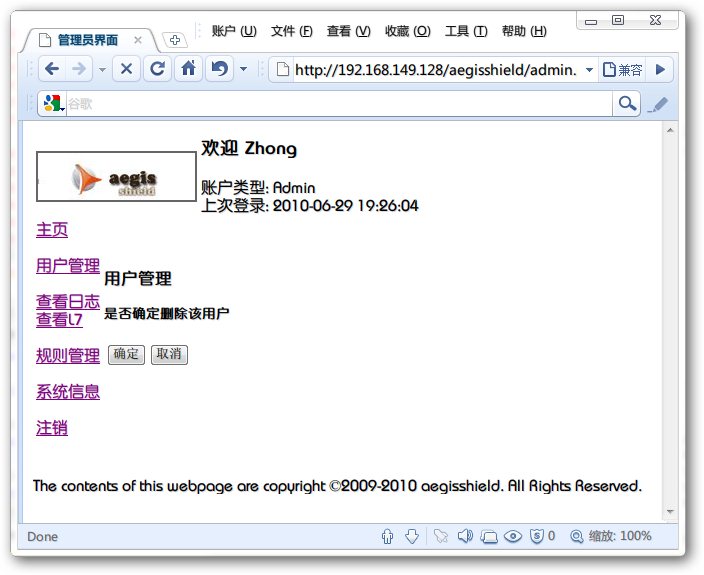 账户 (U) 文件 (F) 查看 (V) 收藏 (O) 工具 (T) 帮助 (H)
管理员界面
http://192.168.149.128/aegisshield/admin.
兼容
谷歌
aegis
shield
欢迎 Zhong
账户类型: Admin
上次登录: 2010-06-29 19:26:04
主页
用户管理
查看日志
查看l7
规则管理
系统信息
注销
用户管理
是否确定删除该用户
确定 取消
The contents of this webpage are copyright ©2009-2010 aegisshield. All Rights Reserved.
Done
0
缩放: 100%